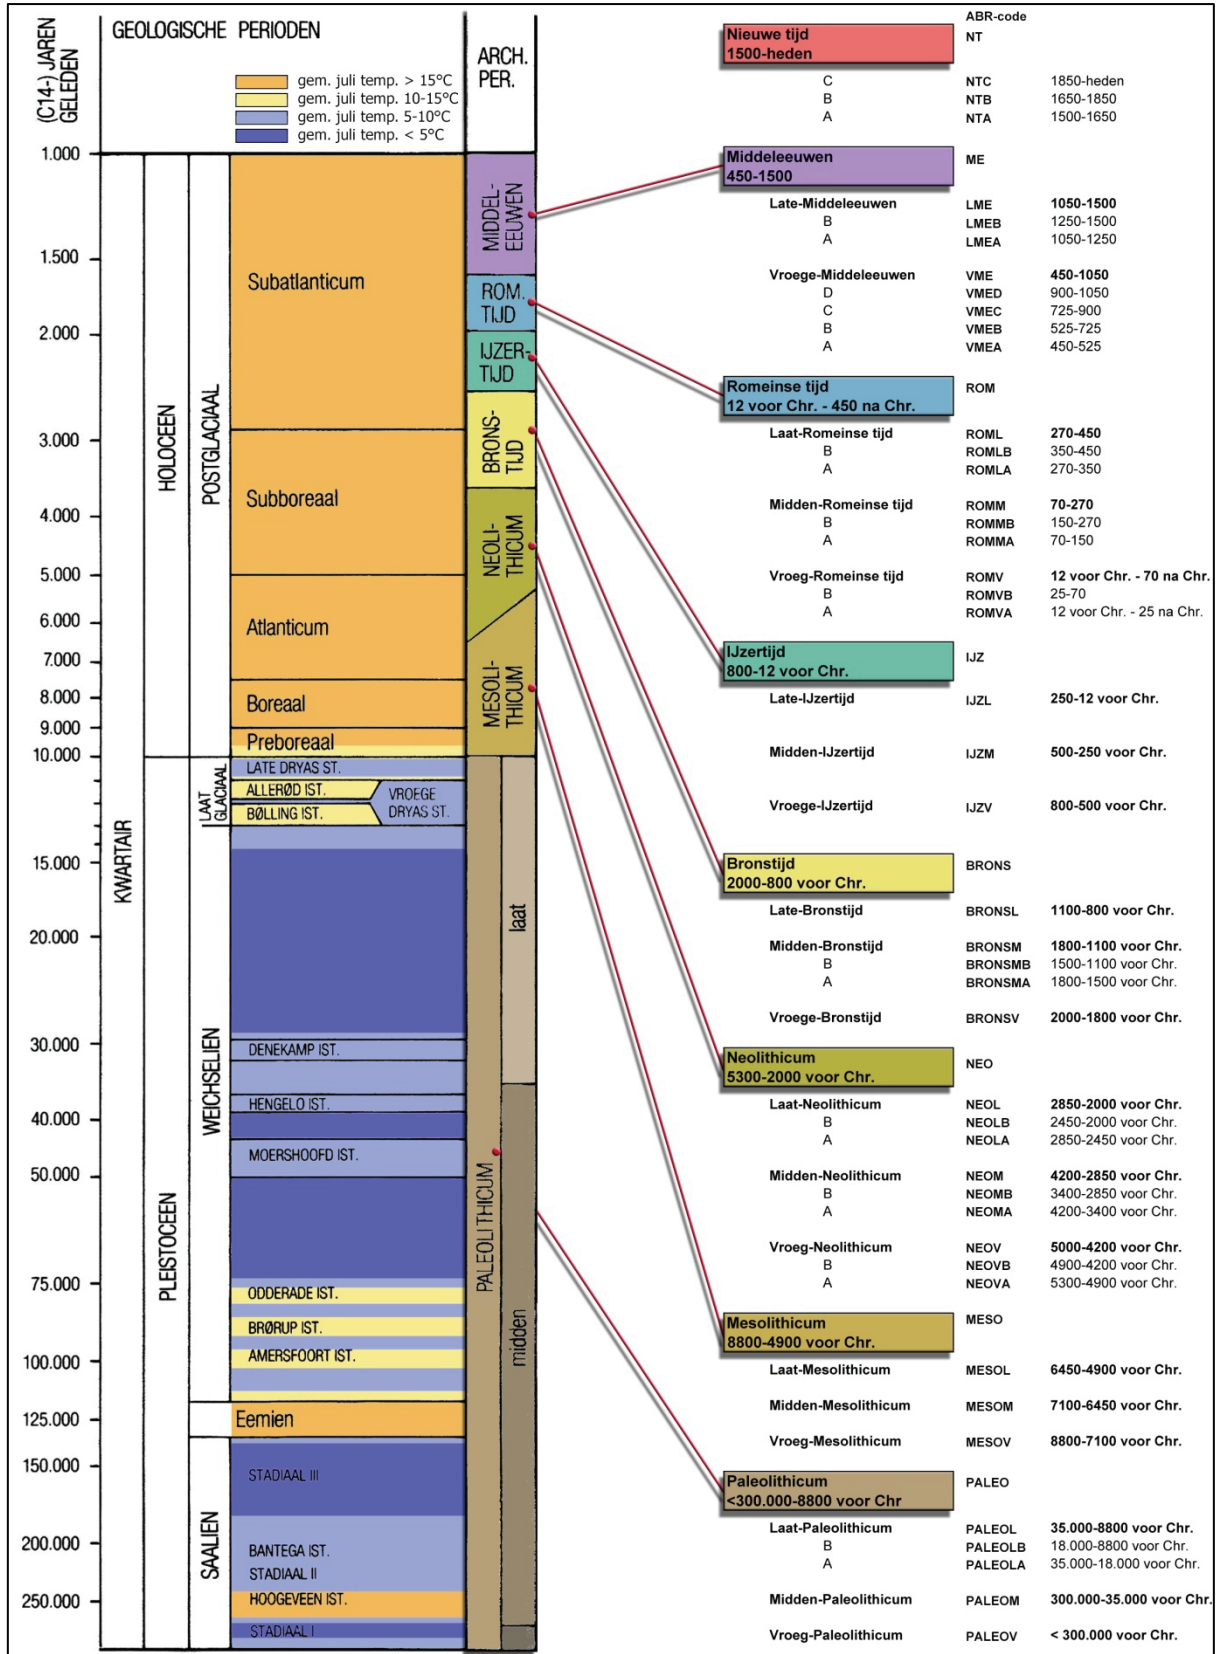 (C14-) JAREN
GELEDEN
GEOLOGISCHE PERIODEN
gem. juli temp. > 15°C
gem. juli temp. 10-15°C
gem. juli temp. 5-10°C
gem. juli temp. < 5°C
ARCH.
PER.
1.000
1.500
2.000
3.000
4.000
5.000
6.000
7.000
8.000
9.000
10.000
15.000
20.000
30.000
40.000
50.000
75.000
100.000
125.000
150.000
200.000
250.000
KWARTAIR
HOLOCEEN
PLEISTOCEEN
POSTGLACIAAL
LAAT
GLACIAAL
WEICHSELIEN
SAALIEN
Subatlanticum
Subboreaal
Atlanticum
Boreaal
Preboreaal
LATE DRYAS ST.
ALLERØD IST.
VROEGE
DRYAS ST.
BØLLING IST.
DENEKAMP IST.
HENGELO IST.
MOERSHOOFD IST.
ODDERADE IST.
BRØRUP IST.
AMERSFOORT IST.
Eemien
STADIAAL III
BANTEGA IST.
STADIAAL II
HOOGEVEEN IST.
STADIAAL I
MIDDEL-
EEUWEN
ROM.
TIJD
IJZER-
TIJD
BRONS-
TIJD
NEOLI-
THICUM
MESOLI-
THICUM
PALEOLITHICUM
laat
midden
ABR-code
Nieuwe tijd NT
1500-heden
C NTC 1850-heden
B NTB 1650-1850
A NTA 1500-1650
Middeleeuwen ME
450-1500
Late-Middeleeuwen LME 1050-1500
B LMEB 1250-1500
A LMEA 1050-1250
Vroege-Middeleeuwen VME 450-1050
D VMED 900-1050
C VMEC 725-900
B VMEB 525-725
A VMEA 450-525
Romeinse tijd ROM
12 voor Chr. - 450 na Chr.
Laat-Romeinse tijd ROML 270-450
B ROMLB 350-450
A ROMLA 270-350
Midden-Romeinse tijd ROMM 70-270
B ROMMB 150-270
A ROMMA 70-150
Vroeg-Romeinse tijd ROMV 12 voor Chr. - 70 na Chr.
B ROMVB 25-70
A ROMVA 12 voor Chr. - 25 na Chr.
IJzertijd IJZ
800-12 voor Chr.
Late-IJzertijd IJZL 250-12 voor Chr.
Midden-IJzertijd IJZM 500-250 voor Chr.
Vroege-IJzertijd IJZV 800-500 voor Chr.
Bronstijd BRONS
2000-800 voor Chr.
Late-Bronstijd BRONSL 1100-800 voor Chr.
Midden-Bronstijd BRONSM 1800-1100 voor Chr.
B BRONSMB 1500-1100 voor Chr.
A BRONSMA 1800-1500 voor Chr.
Vroege-Bronstijd BRONSV 2000-1800 voor Chr.
Neolithicum NEO
5300-2000 voor Chr.
Laat-Neolithicum NEOL 2850-2000 voor Chr.
B NEOLB 2450-2000 voor Chr.
A NEOLA 2850-2450 voor Chr.
Midden-Neolithicum NEOM 4200-2850 voor Chr.
B NEOMB 3400-2850 voor Chr.
A NEOMA 4200-3400 voor Chr.
Vroeg-Neolithicum NEOV 5000-4200 voor Chr.
B NEOVB 4900-4200 voor Chr.
A NEOVA 5300-4900 voor Chr.
Mesolithicum MESO
8800-4900 voor Chr.
Laat-Mesolithicum MESOL 6450-4900 voor Chr.
Midden-Mesolithicum MESOM 7100-6450 voor Chr.
Vroeg-Mesolithicum MESOV 8800-7100 voor Chr.
Paleolithicum PALEO
<300.000-8800 voor Chr
Laat-Paleolithicum PALEOL 35.000-8800 voor Chr.
B PALEOLB 18.000-8800 voor Chr.
A PALEOLA 35.000-18.000 voor Chr.
Midden-Paleolithicum PALEOM 300.000-35.000 voor Chr.
Vroeg-Paleolithicum PALEOV < 300.000 voor Chr.